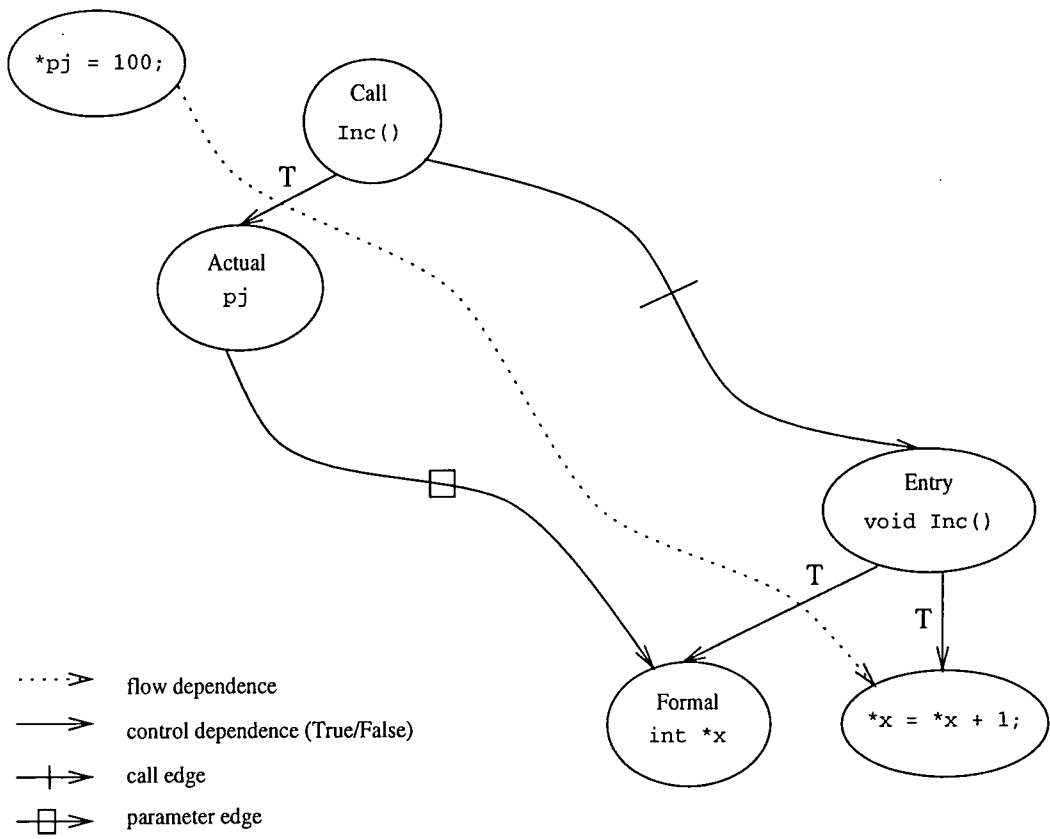 *pj = 100;
Call
Inc()
T
Actual
pj
Entry
void Inc()
T
T
Formal
int *x
*x = *x + 1;
flow dependence
control dependence (True/False)
call edge
parameter edge